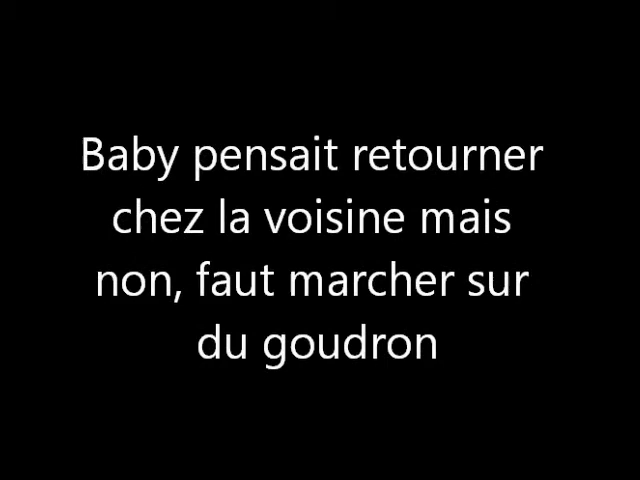 Baby pensait retourner
chez la voisine mais
non, faut marcher sur
du goudron